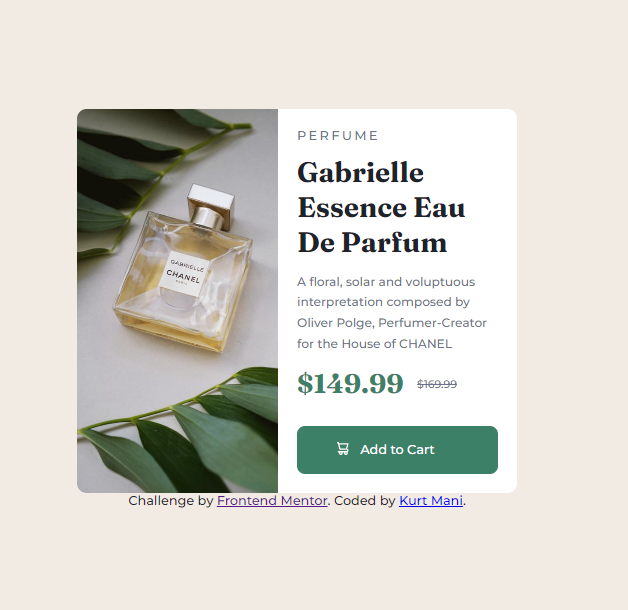 GABRIELLE
CHANEL
PARIS
PERFUME
Gabrielle
Essence Eau
De Parfum
A floral, solar and voluptuous
interpretation composed by
Oliver Polge, Perfumer-Creator
for the House of CHANEL
$149.99 $169.99
Add to Cart
Challenge by Frontend Mentor. Coded by Kurt Mani.